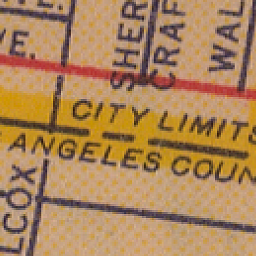 VE.
SHER
CRAF
WAL
CITY LIMITS
ANGELES COUN
LCOX